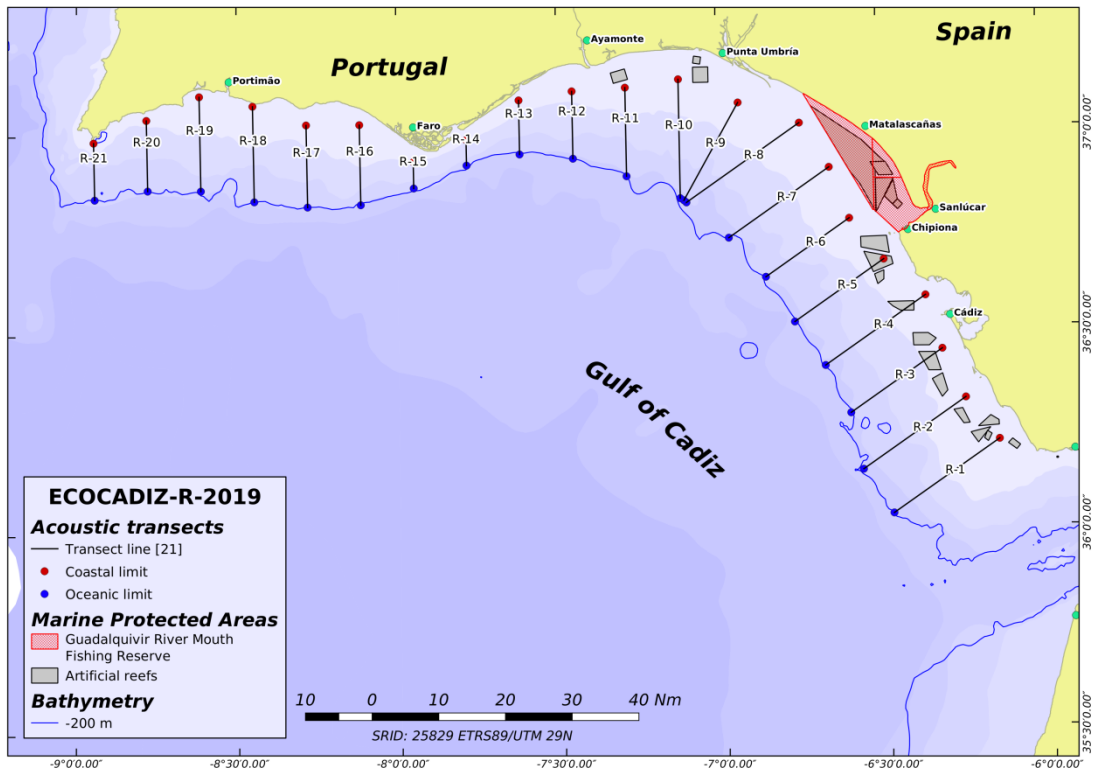 Spain
Portugal
Ayamonte
Punta Umbría
Portimão
Faro
Matalascañas
Sanlúcar
Chipiona
Cádiz
Gulf of Cadiz
R-21
R-20
R-19
R-18
R-17
R-16
R-15
R-14
R-13
R-12
R-11
R-10
R-9
R-8
R-7
R-6
R-5
R-4
R-3
R-2
R-1
37°0'0.00"
36°30'0.00"
36°0'0.00"
35°30'0.00"
ECOCADIZ-R-2019
Acoustic transects
Transect line [21]
Coastal limit
Oceanic limit
Marine Protected Areas
Guadalquivir River Mouth
Fishing Reserve
Artificial reefs
Bathymetry
-200 m
10 0 10 20 30 40 Nm
SRID: 25829 ETRS89/UTM 29N
-9°0'0.00" -8°30'0.00" -8°0'0.00" -7°30'0.00" -7°0'0.00" -6°30'0.00" -6°0'0.00"